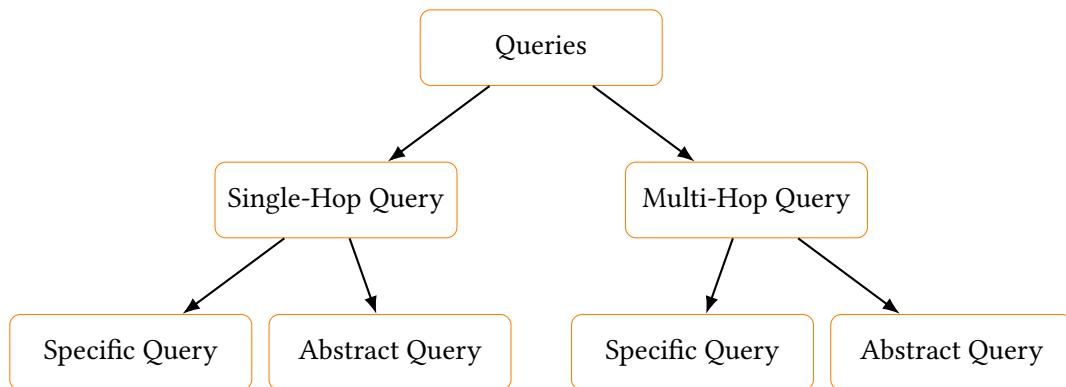 Queries
Single-Hop Query
Multi-Hop Query
Specific Query
Abstract Query
Specific Query
Abstract Query